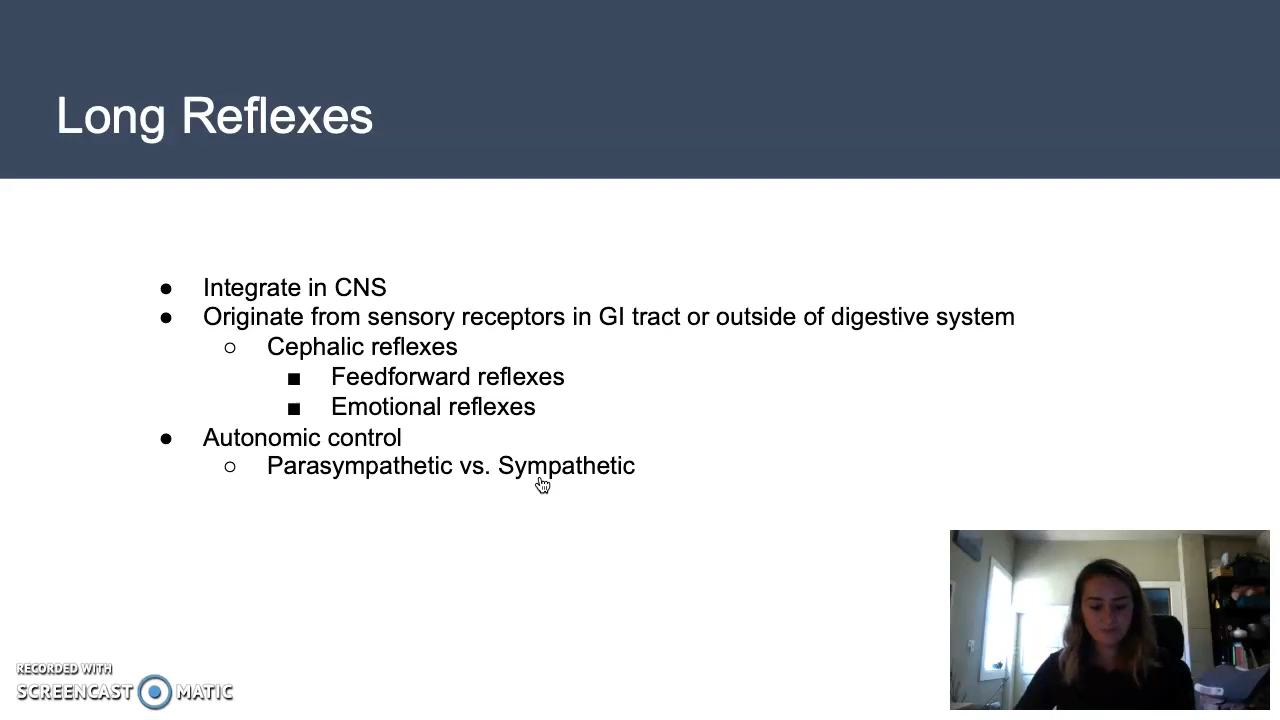 Long Reflexes
● Integrate in CNS
● Originate from sensory receptors in GI tract or outside of digestive system
○ Cephalic reflexes
■ Feedforward reflexes
■ Emotional reflexes
● Autonomic control
○ Parasympathetic vs. Sympathetic
RECORDED WITH
SCREENCAST MATIC